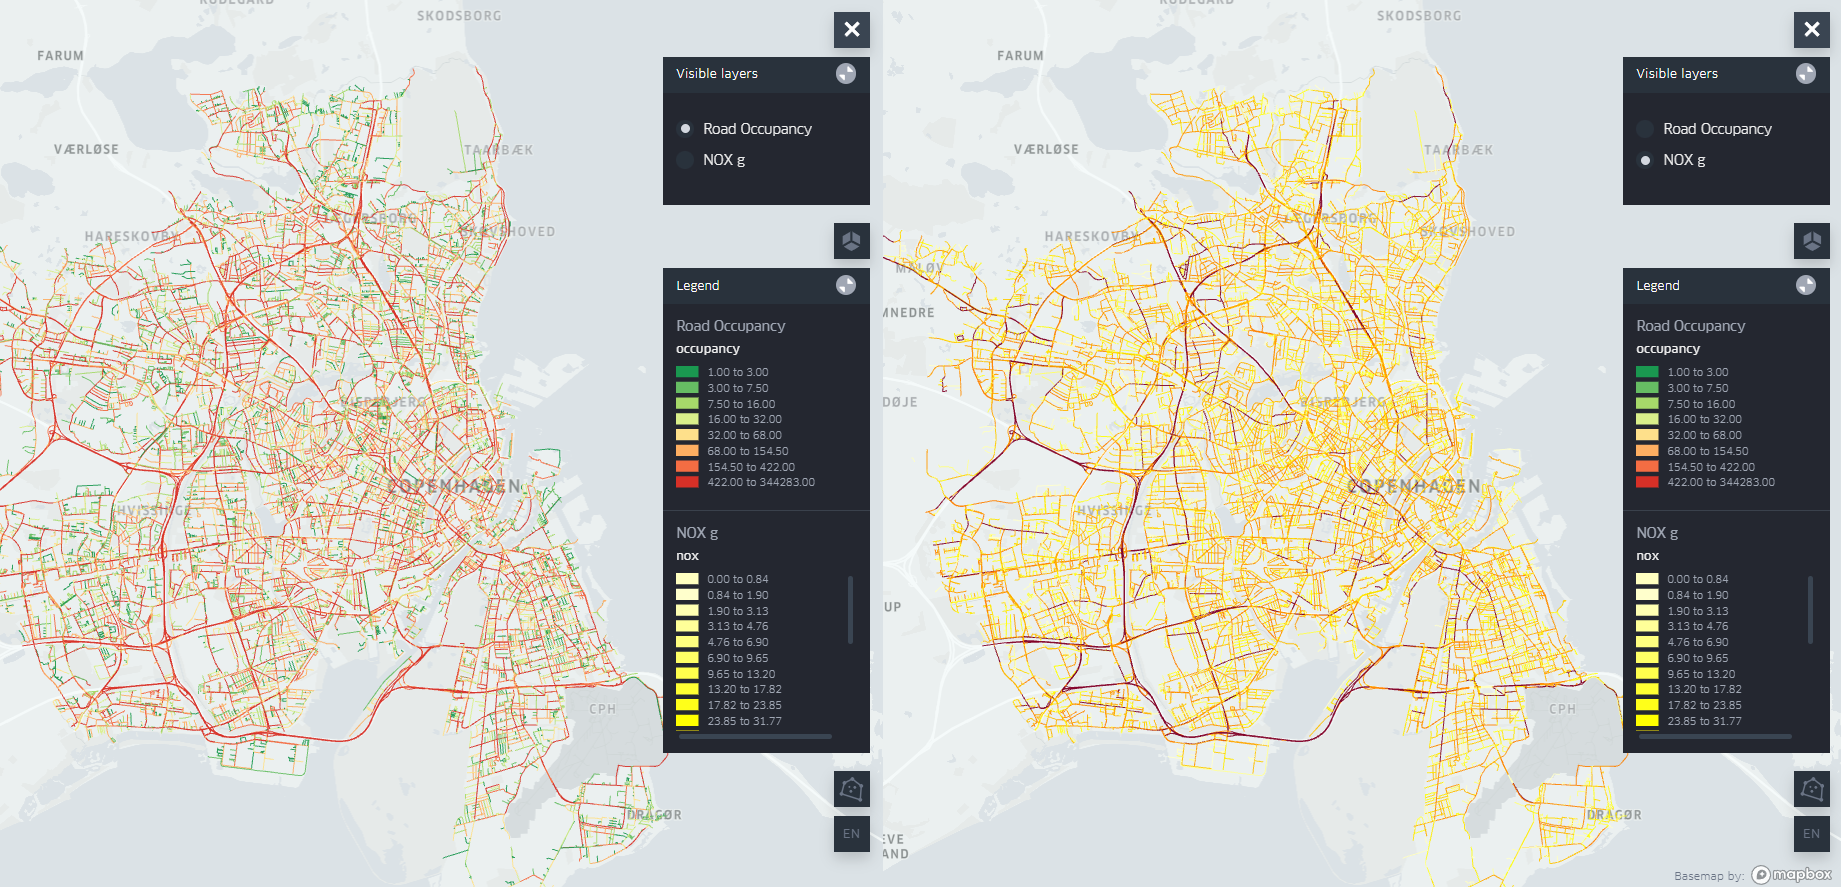 SKODSBORG
FARUM
VÆRLØSE
TAARBÆK
HARESKOVBY
SKOVSHOVED
BISPEBJERG
COPENHAGEN
HVISSINGE
CPH
DRAGØR
Visible layers
Road Occupancy
NOX g
Legend
Road Occupancy
occupancy
1.00 to 3.00
3.00 to 7.50
7.50 to 16.00
16.00 to 32.00
32.00 to 68.00
68.00 to 154.50
154.50 to 422.00
422.00 to 344283.00
NOX g
nox
0.00 to 0.84
0.84 to 1.90
1.90 to 3.13
3.13 to 4.76
4.76 to 6.90
6.90 to 9.65
9.65 to 13.20
13.20 to 17.82
17.82 to 23.85
23.85 to 31.77
EN
SKODSBORG
FARUM
VÆRLØSE
TAARBÆK
HARESKOVBY
SKOVSHOVED
MÅLØV
MNEDRE
DØJE
BISPEBJERG
COPENHAGEN
HVISSINGE
UP
CPH
DRAGØR
EVE
AND
Visible layers
Road Occupancy
NOX g
Legend
Road Occupancy
occupancy
1.00 to 3.00
3.00 to 7.50
7.50 to 16.00
16.00 to 32.00
32.00 to 68.00
68.00 to 154.50
154.50 to 422.00
422.00 to 344283.00
NOX g
nox
0.00 to 0.84
0.84 to 1.90
1.90 to 3.13
3.13 to 4.76
4.76 to 6.90
6.90 to 9.65
9.65 to 13.20
13.20 to 17.82
17.82 to 23.85
23.85 to 31.77
EN
Basemap by: mapbox